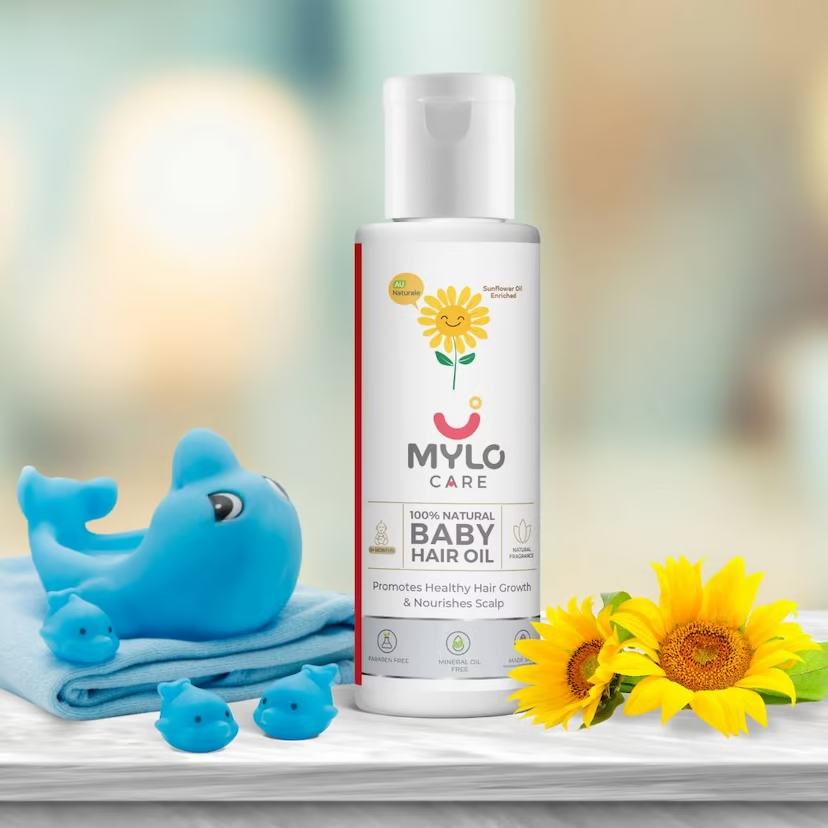 AU
Naturale
Sunflower Oil
Enriched
MYLO
CARE
100% NATURAL
BABY
HAIR OIL
NATURAL
FRAGRANCE
Promotes Healthy Hair Growth
& Nourishes Scalp
PARABEN FREE
MINERAL OIL
FREE